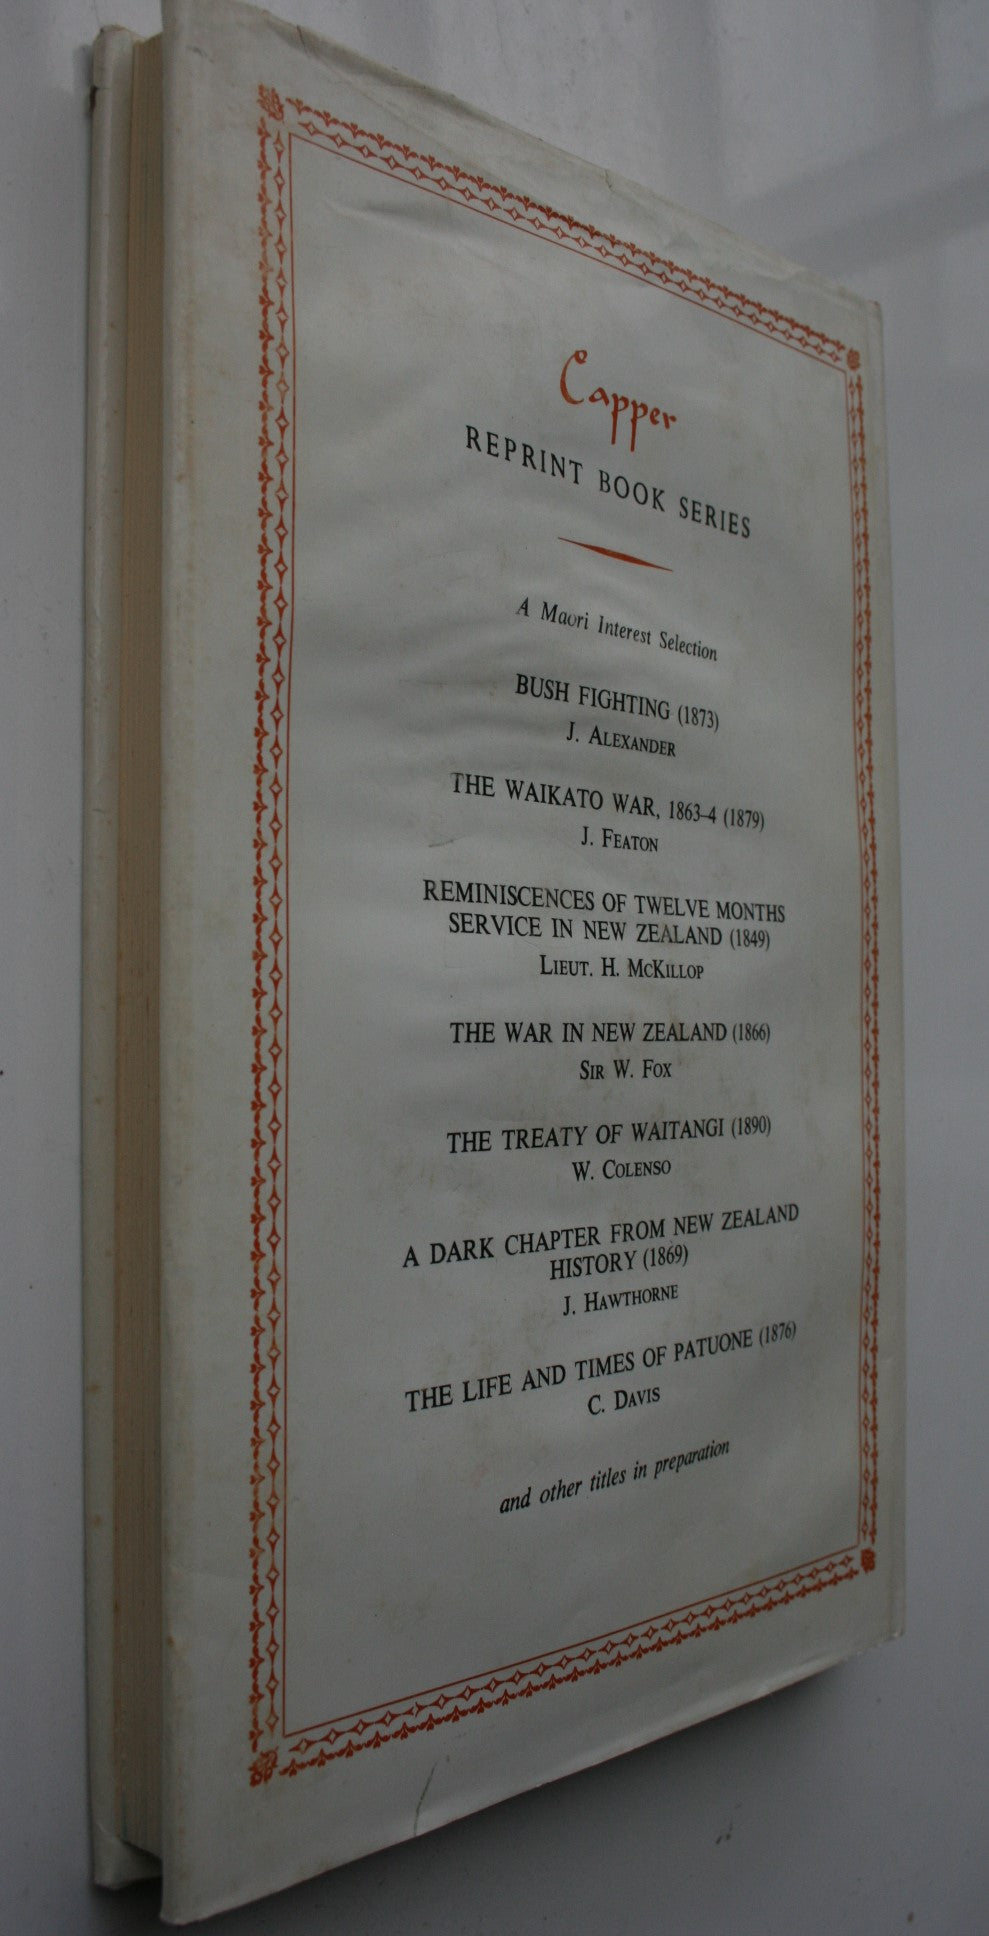 Capper
REPRINT BOOK SERIES
A Maori Interest Selection
BUSH FIGHTING (1873)
J. ALEXANDER
THE WAIKATO WAR, 1863–4 (1879)
J. FEATON
REMINISCENCES OF TWELVE MONTHS
SERVICE IN NEW ZEALAND (1849)
LIEUT. H. MCKILLOP
THE WAR IN NEW ZEALAND (1866)
SIR W. FOX
THE TREATY OF WAITANGI (1890)
W. COLENSO
A DARK CHAPTER FROM NEW ZEALAND
HISTORY (1869)
J. HAWTHORNE
THE LIFE AND TIMES OF PATUONE (1876)
C. DAVIS
and other titles in preparation